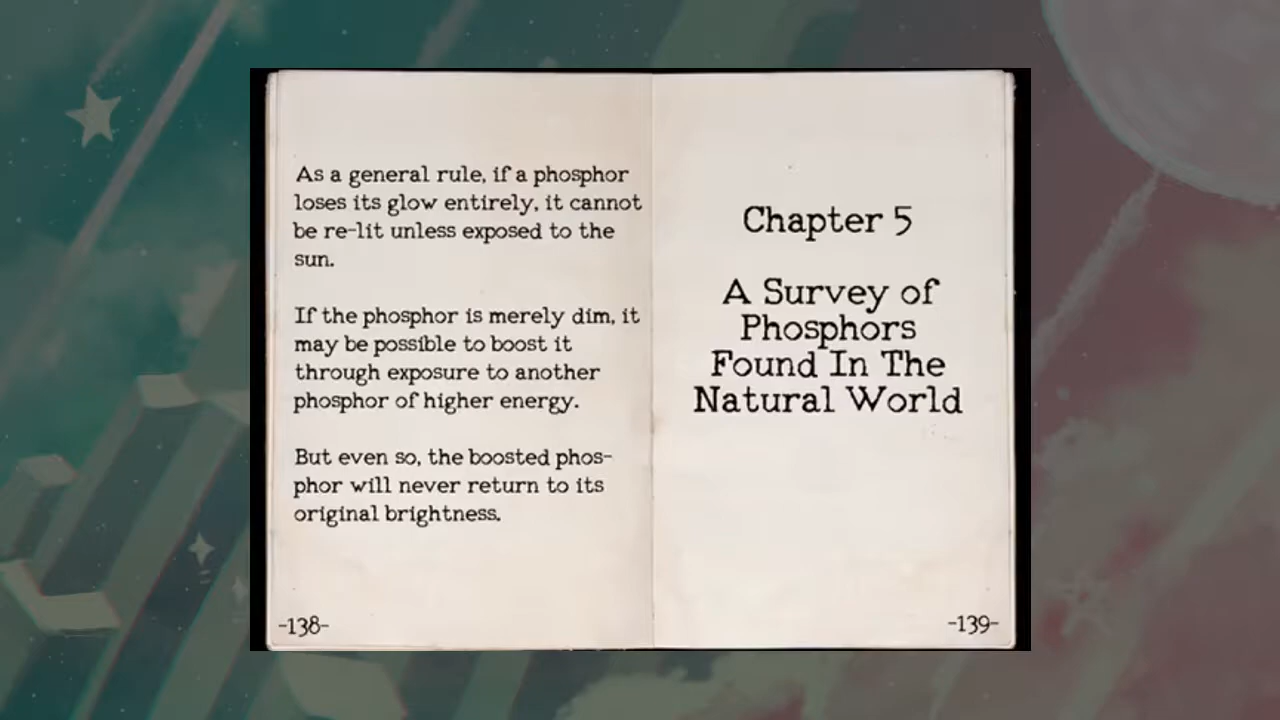 As a general rule, if a phosphor
loses its glow entirely, it cannot
be re-lit unless exposed to the
sun.
If the phosphor is merely dim, it
may be possible to boost it
through exposure to another
phosphor of higher energy.
But even so, the boosted phos-
phor will never return to its
original brightness.
-138-
Chapter 5
A Survey of
Phosphors
Found In The
Natural World
-139-